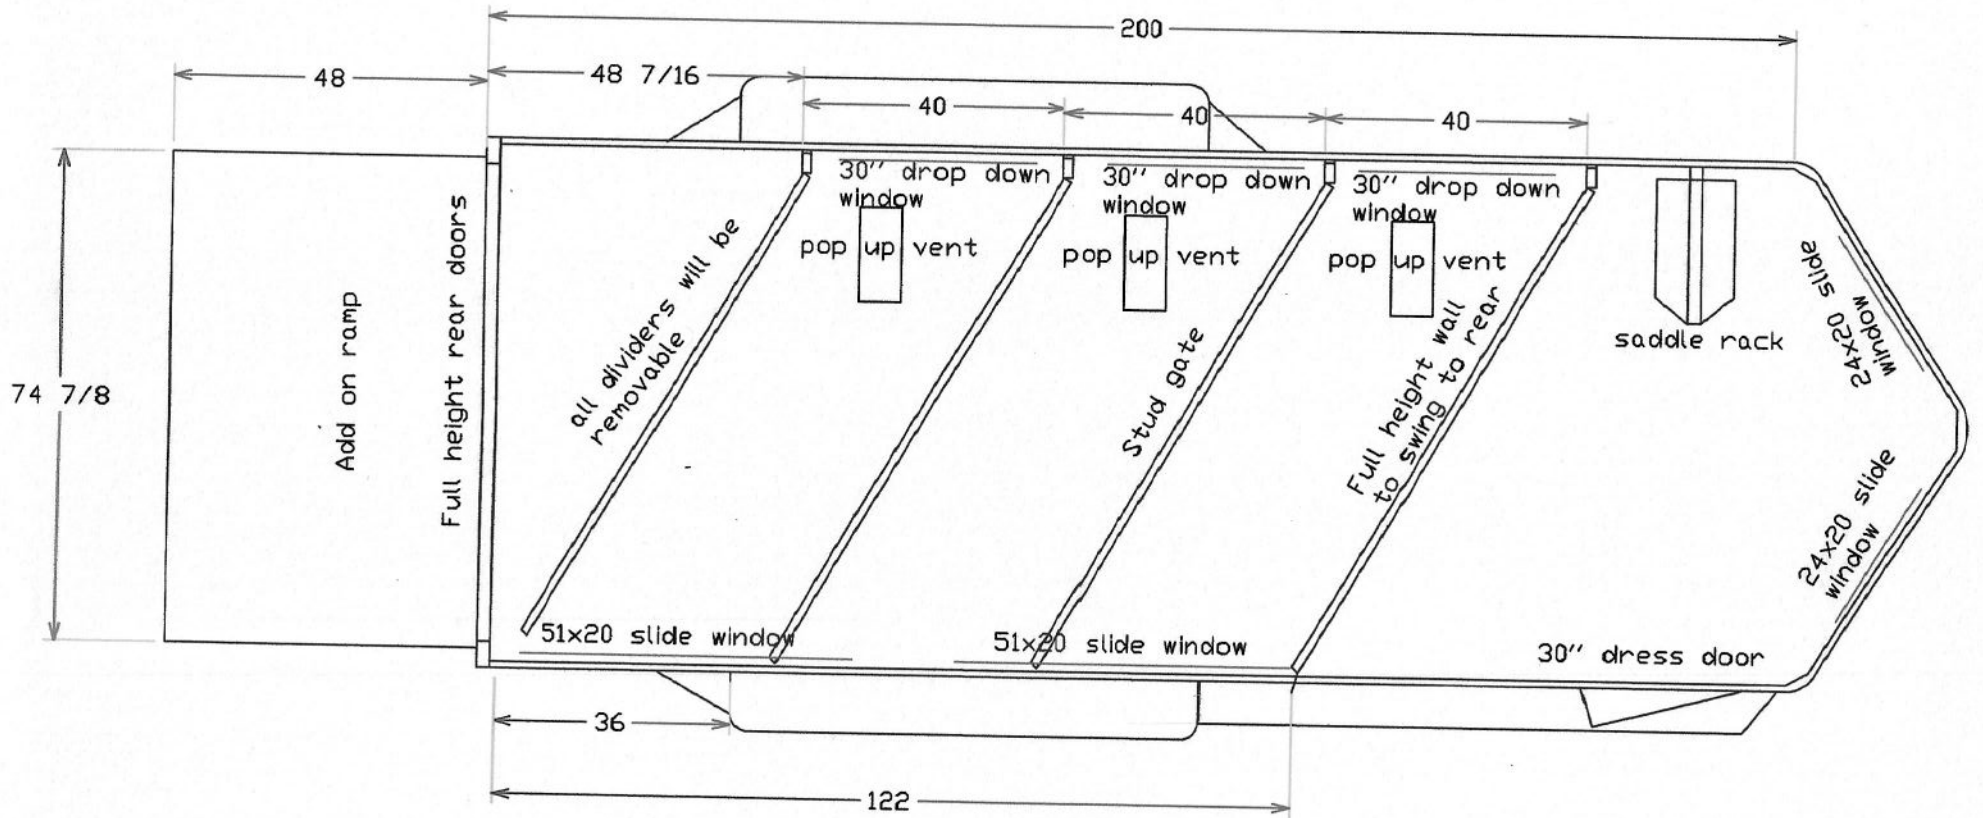 200
48
48 7/16
40
40
40
30'' drop down
window
30'' drop down
window
30'' drop down
window
pop up vent
pop up vent
pop up vent
all dividers will be
removable
Stud gate
Full height wall
to swing to rear
saddle rack
24x20 slide
window
24x20 slide
window
74 7/8
Add on ramp
Full height rear doors
51x20 slide window
51x20 slide window
30'' dress door
36
122